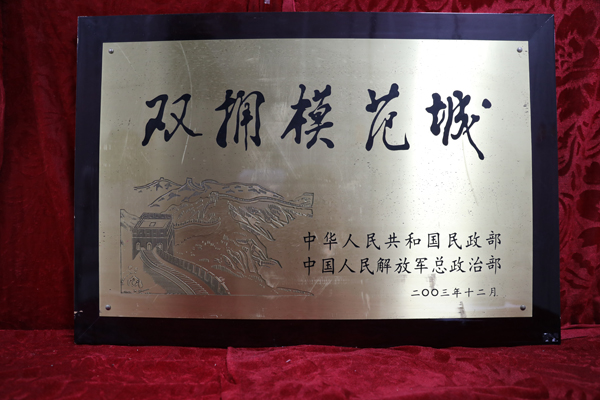 双拥模范城
中华人民共和国民政部
中国人民解放军总政治部
二〇〇三年十二月